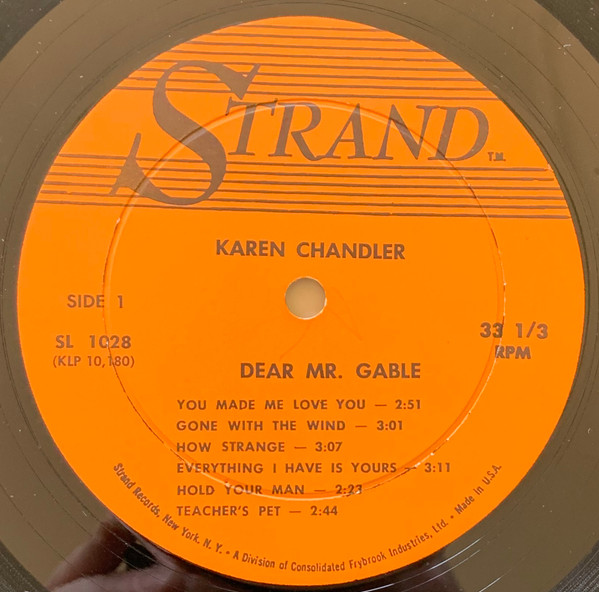 STRAND T.M.
KAREN CHANDLER
SIDE 1
SL 1028
(KLP 10,180)
33 1/3
RPM
DEAR MR. GABLE
YOU MADE ME LOVE YOU — 2:51
GONE WITH THE WIND — 3:01
HOW STRANGE — 3:07
EVERYTHING I HAVE IS YOURS — 3:11
HOLD YOUR MAN — 2:23
TEACHER'S PET — 2:44
Strand Records, New York, N. Y. • A Division of Consolidated Frybrook Industries, Ltd. • Made in U.S.A.